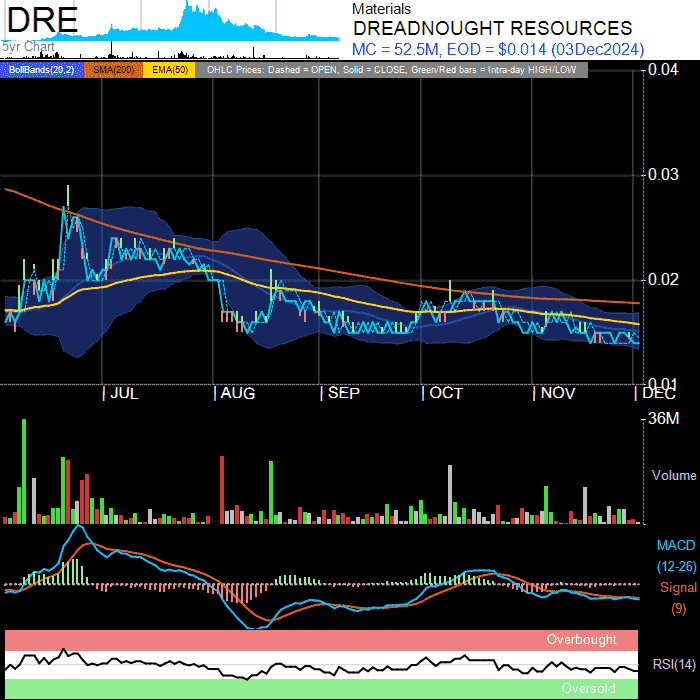 DRE
5yr Chart
Materials
DREADNOUGHT RESOURCES
MC = 52.5M, EOD = $0.014 (03Dec2024)
BollBands(20,2) SMA(200) EMA(50) OHLC Prices: Dashed = OPEN, Solid = CLOSE, Green/Red bars = Intra-day HIGH/LOW
0.04
0.03
0.02
0.01
| JUL | AUG | SEP | OCT | NOV | DEC
36M
Volume
MACD
(12-26)
Signal
(9)
Overbought
RSI(14)
Oversold